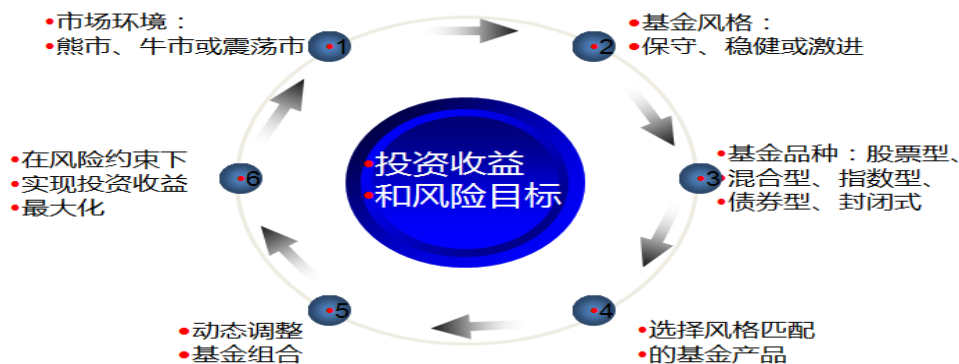 •市场环境：
•熊市、牛市或震荡市
1
2
•基金风格：
•保守、稳健或激进
3
•基金品种：股票型、
•混合型、指数型、
•债券型、封闭式
4
•选择风格匹配
•的基金产品
5
•动态调整
•基金组合
6
•在风险约束下
•实现投资收益
•最大化
•投资收益
•和风险目标